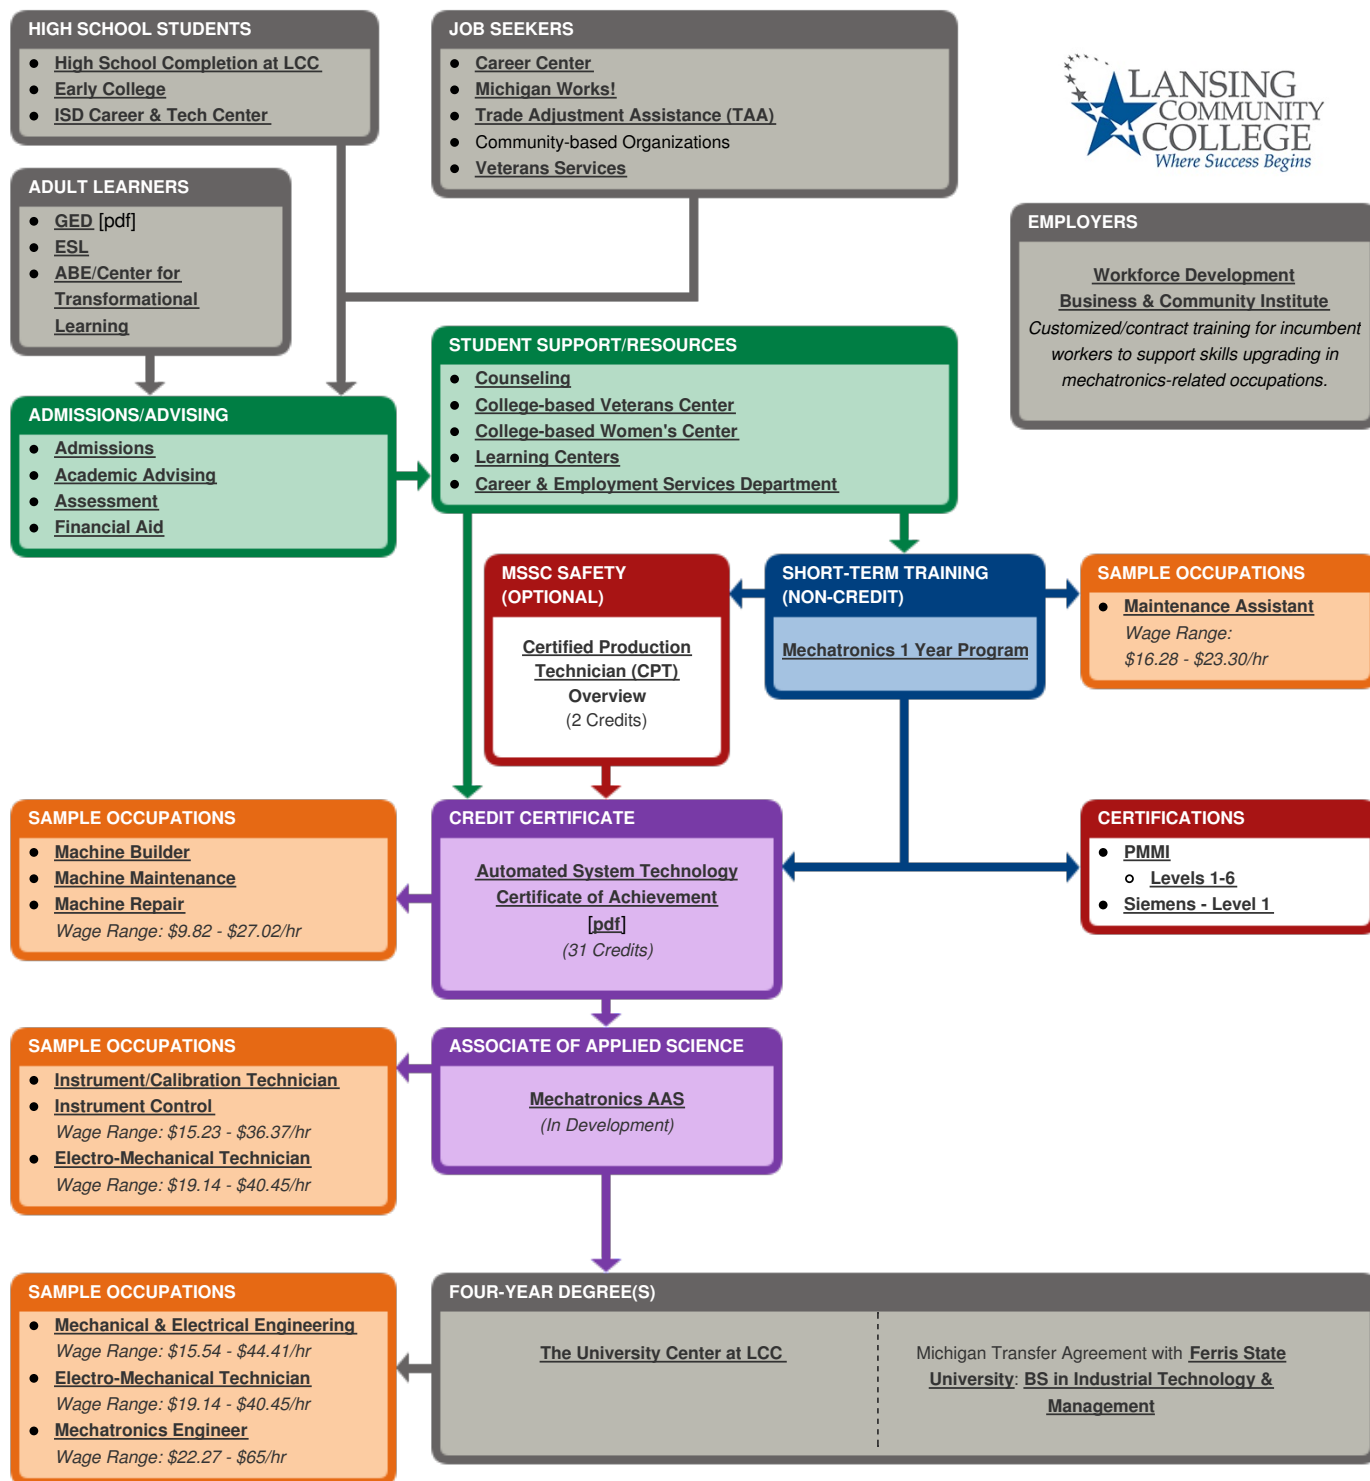 HIGH SCHOOL STUDENTS
● High School Completion at LCC
● Early College
● ISD Career & Tech Center
JOB SEEKERS
● Career Center
● Michigan Works!
● Trade Adjustment Assistance (TAA)
● Community-based Organizations
● Veterans Services
LANSING
COMMUNITY
COLLEGE
Where Success Begins
ADULT LEARNERS
● GED [pdf]
● ESL
● ABE/Center for
Transformational
Learning
EMPLOYERS
Workforce Development
Business & Community Institute
Customized/contract training for incumbent
workers to support skills upgrading in
mechatronics-related occupations.
STUDENT SUPPORT/RESOURCES
● Counseling
● College-based Veterans Center
● College-based Women's Center
● Learning Centers
● Career & Employment Services Department
ADMISSIONS/ADVISING
● Admissions
● Academic Advising
● Assessment
● Financial Aid
MSSC SAFETY
(OPTIONAL)
Certified Production
Technician (CPT)
Overview
(2 Credits)
SHORT-TERM TRAINING
(NON-CREDIT)
Mechatronics 1 Year Program
SAMPLE OCCUPATIONS
● Maintenance Assistant
Wage Range:
$16.28 - $23.30/hr
SAMPLE OCCUPATIONS
● Machine Builder
● Machine Maintenance
● Machine Repair
Wage Range: $9.82 - $27.02/hr
CREDIT CERTIFICATE
Automated System Technology
Certificate of Achievement
[pdf]
(31 Credits)
CERTIFICATIONS
● PMMI
○ Levels 1-6
● Siemens - Level 1
SAMPLE OCCUPATIONS
● Instrument/Calibration Technician
● Instrument Control
Wage Range: $15.23 - $36.37/hr
● Electro-Mechanical Technician
Wage Range: $19.14 - $40.45/hr
ASSOCIATE OF APPLIED SCIENCE
Mechatronics AAS
(In Development)
SAMPLE OCCUPATIONS
● Mechanical & Electrical Engineering
Wage Range: $15.54 - $44.41/hr
● Electro-Mechanical Technician
Wage Range: $19.14 - $40.45/hr
● Mechatronics Engineer
Wage Range: $22.27 - $65/hr
FOUR-YEAR DEGREE(S)
The University Center at LCC
Michigan Transfer Agreement with Ferris State
University: BS in Industrial Technology &
Management